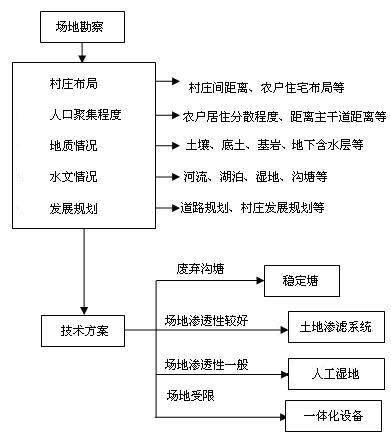 场地勘察
村庄布局
村庄间距离、农户住宅布局等
人口聚集程度
农户居住分散程度、距离主干道距离等
地质情况
土壤、底土、基岩、地下含水层等
水文情况
河流、湖泊、湿地、沟塘等
发展规划
道路规划、村庄发展规划等
废弃沟塘
稳定塘
技术方案
场地渗透性较好
土地渗滤系统
场地渗透性一般
人工湿地
场地受限
一体化设备